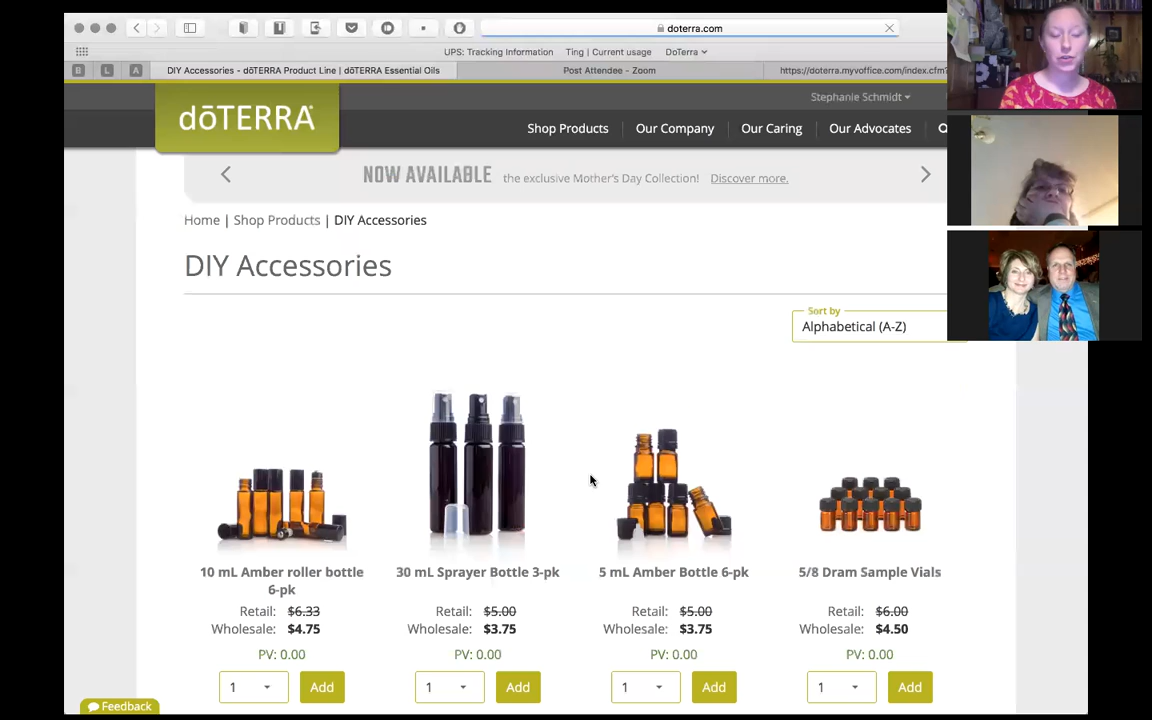 doterra.com
UPS: Tracking Information Ting | Current usage DoTerra
B L A DIY Accessories - dōTERRA Product Line | dōTERRA Essential Oils Post Attendee - Zoom https://doterra.myvoffice.com/index.cfm?
Stephanie Schmidt
dōTERRA
Shop Products Our Company Our Caring Our Advocates
NOW AVAILABLE the exclusive Mother's Day Collection! Discover more.
Home | Shop Products | DIY Accessories
DIY Accessories
Sort by
Alphabetical (A-Z)
10 mL Amber roller bottle 30 mL Sprayer Bottle 3-pk 5 mL Amber Bottle 6-pk 5/8 Dram Sample Vials
6-pk
Retail: $6.33 Retail: $5.00 Retail: $5.00 Retail: $6.00
Wholesale: $4.75 Wholesale: $3.75 Wholesale: $3.75 Wholesale: $4.50
PV: 0.00 PV: 0.00 PV: 0.00 PV: 0.00
1 Add 1 Add 1 Add 1 Add
Feedback